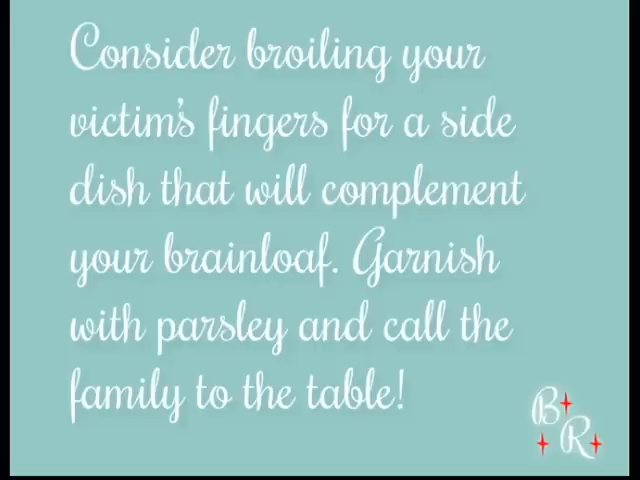 Consider broiling your
victim's fingers for a side
dish that will complement
your brainloaf. Garnish
with parsley and call the
family to the table!
B
R